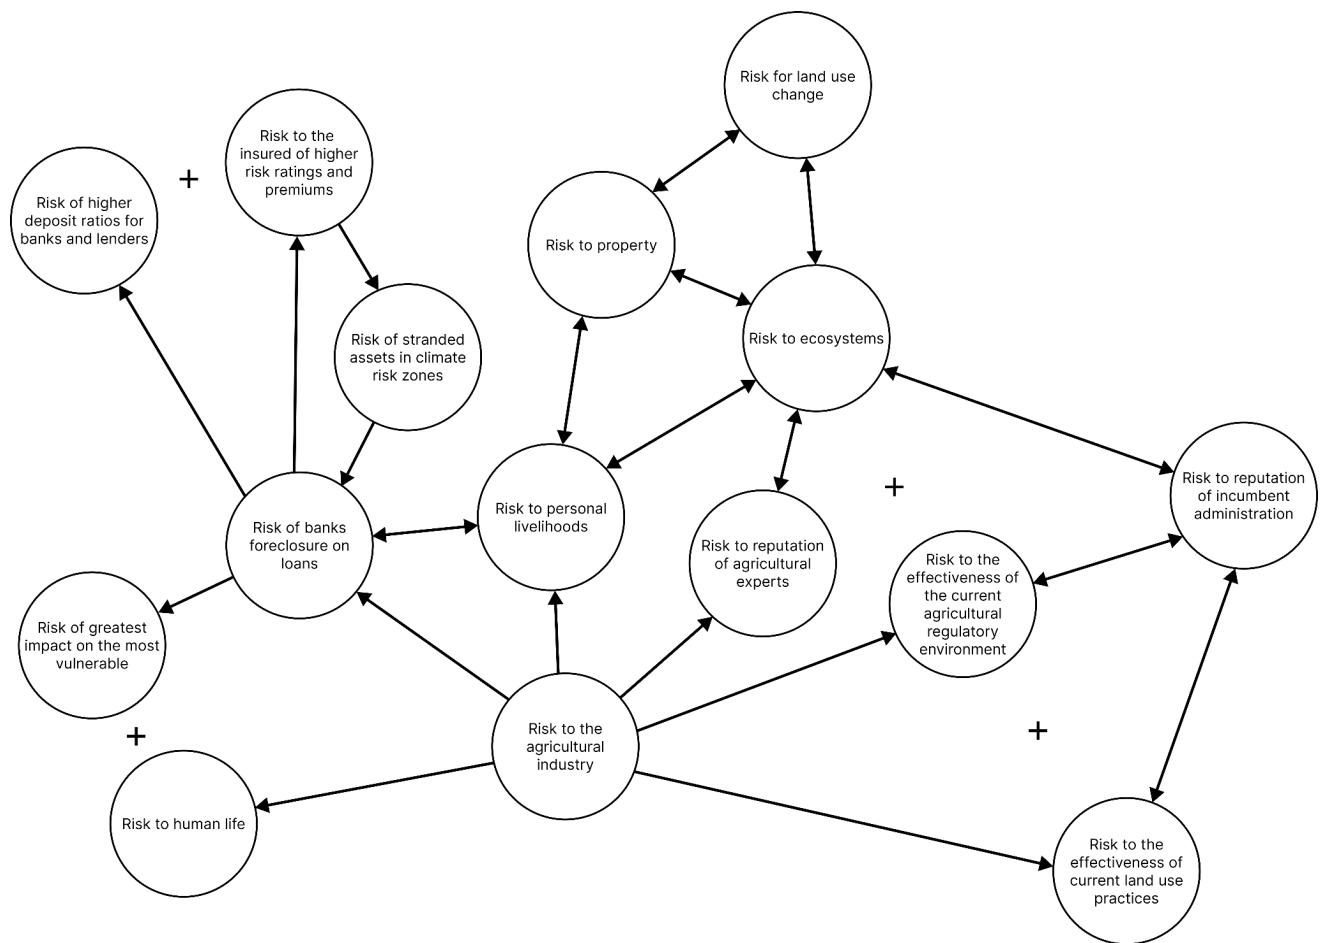 Risk for land use
change
Risk to the
insured of higher
risk ratings and
premiums
+
Risk of higher
deposit ratios for
banks and lenders
Risk to property
Risk to ecosystems
Risk of stranded
assets in climate
risk zones
Risk to reputation
of incumbent
administration
+
Risk to personal
livelihoods
Risk of banks
foreclosure on
loans
Risk to reputation
of agricultural
experts
Risk to the
effectiveness of
the current
agricultural
regulatory
environment
Risk of greatest
impact on the most
vulnerable
+
Risk to the
agricultural
industry
+
Risk to human life
Risk to the
effectiveness of
current land use
practices